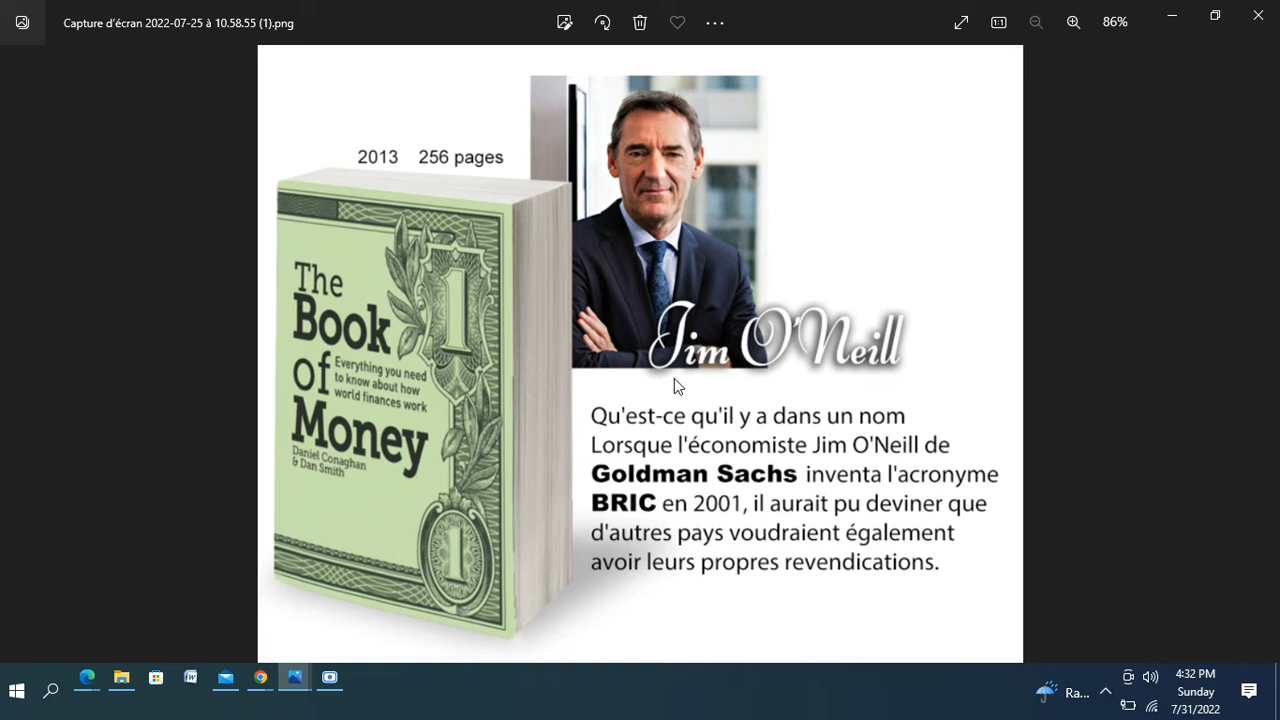 Capture d'écran 2022-07-25 à 10.58.55 (1).png
86%
2013 256 pages
The
Book
of
Everything you need
to know about how
world finances work
Money
Daniel Conaghan
& Dan Smith
1
1
Jim O'Neill
Qu'est-ce qu'il y a dans un nom
Lorsque l'économiste Jim O'Neill de
Goldman Sachs inventa l'acronyme
BRIC en 2001, il aurait pu deviner que
d'autres pays voudraient également
avoir leurs propres revendications.
Ra...
4:32 PM
Sunday
7/31/2022